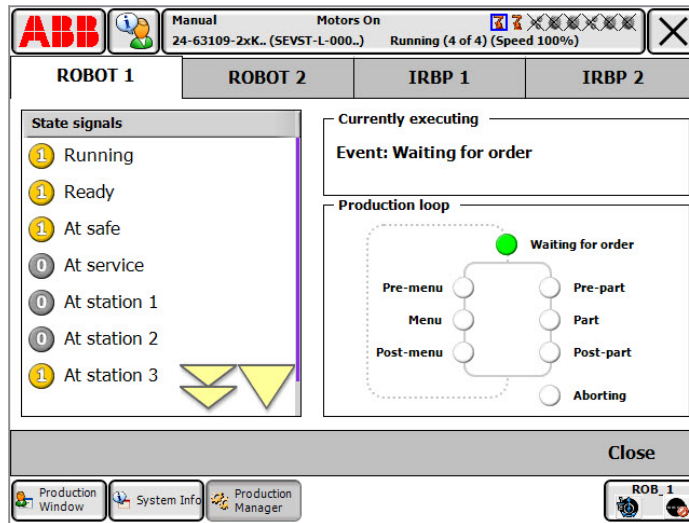 ABB
Manual Motors On
24-63109-2xK.. (SEVST-L-000..) Running (4 of 4) (Speed 100%)
ROBOT 1 ROBOT 2 IRBP 1 IRBP 2
State signals
1 Running
1 Ready
1 At safe
0 At service
0 At station 1
0 At station 2
1 At station 3
Currently executing
Event: Waiting for order
Production loop
Waiting for order
Pre-menu Pre-part
Menu Part
Post-menu Post-part
Aborting
Close
Production Window
System Info
Production Manager
ROB_1